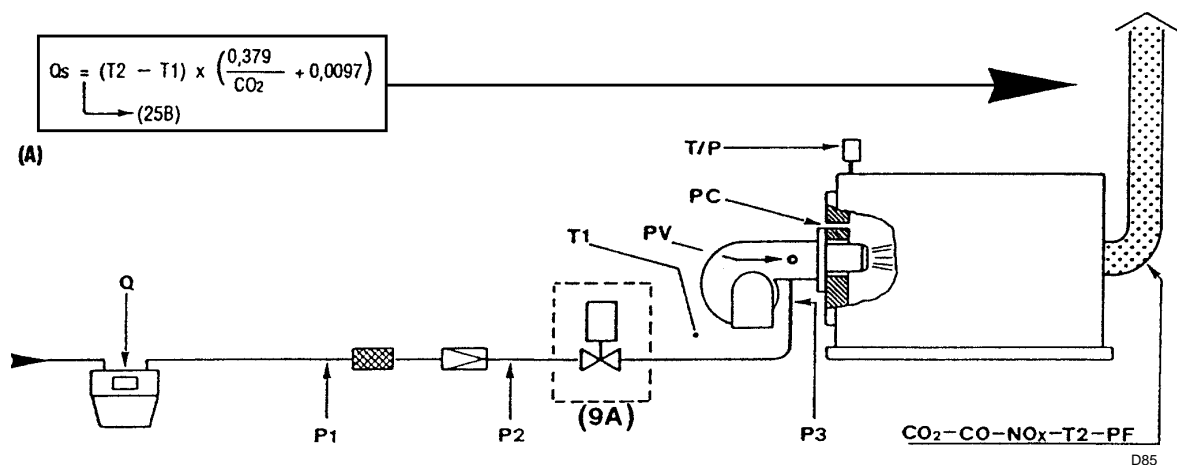 Qs = (T2 – T1) x (0,379 / CO₂ + 0,0097)
(25B)
(A)
T/P
PC
PV
T1
Q
(9A)
P1
P2
P3
CO₂–CO–NOx–T2–PF
D85